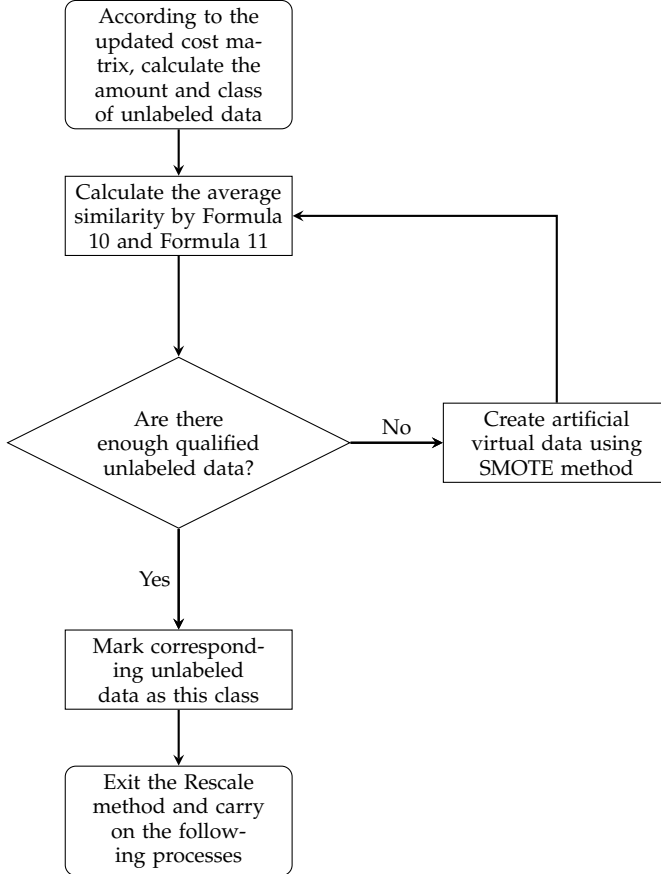 According to the
updated cost ma-
trix, calculate the
amount and class
of unlabeled data
Calculate the average
similarity by Formula
10 and Formula 11
Are there
enough qualified
unlabeled data?
No
Create artificial
virtual data using
SMOTE method
Yes
Mark correspond-
ing unlabeled
data as this class
Exit the Rescale
method and carry
on the follow-
ing processes